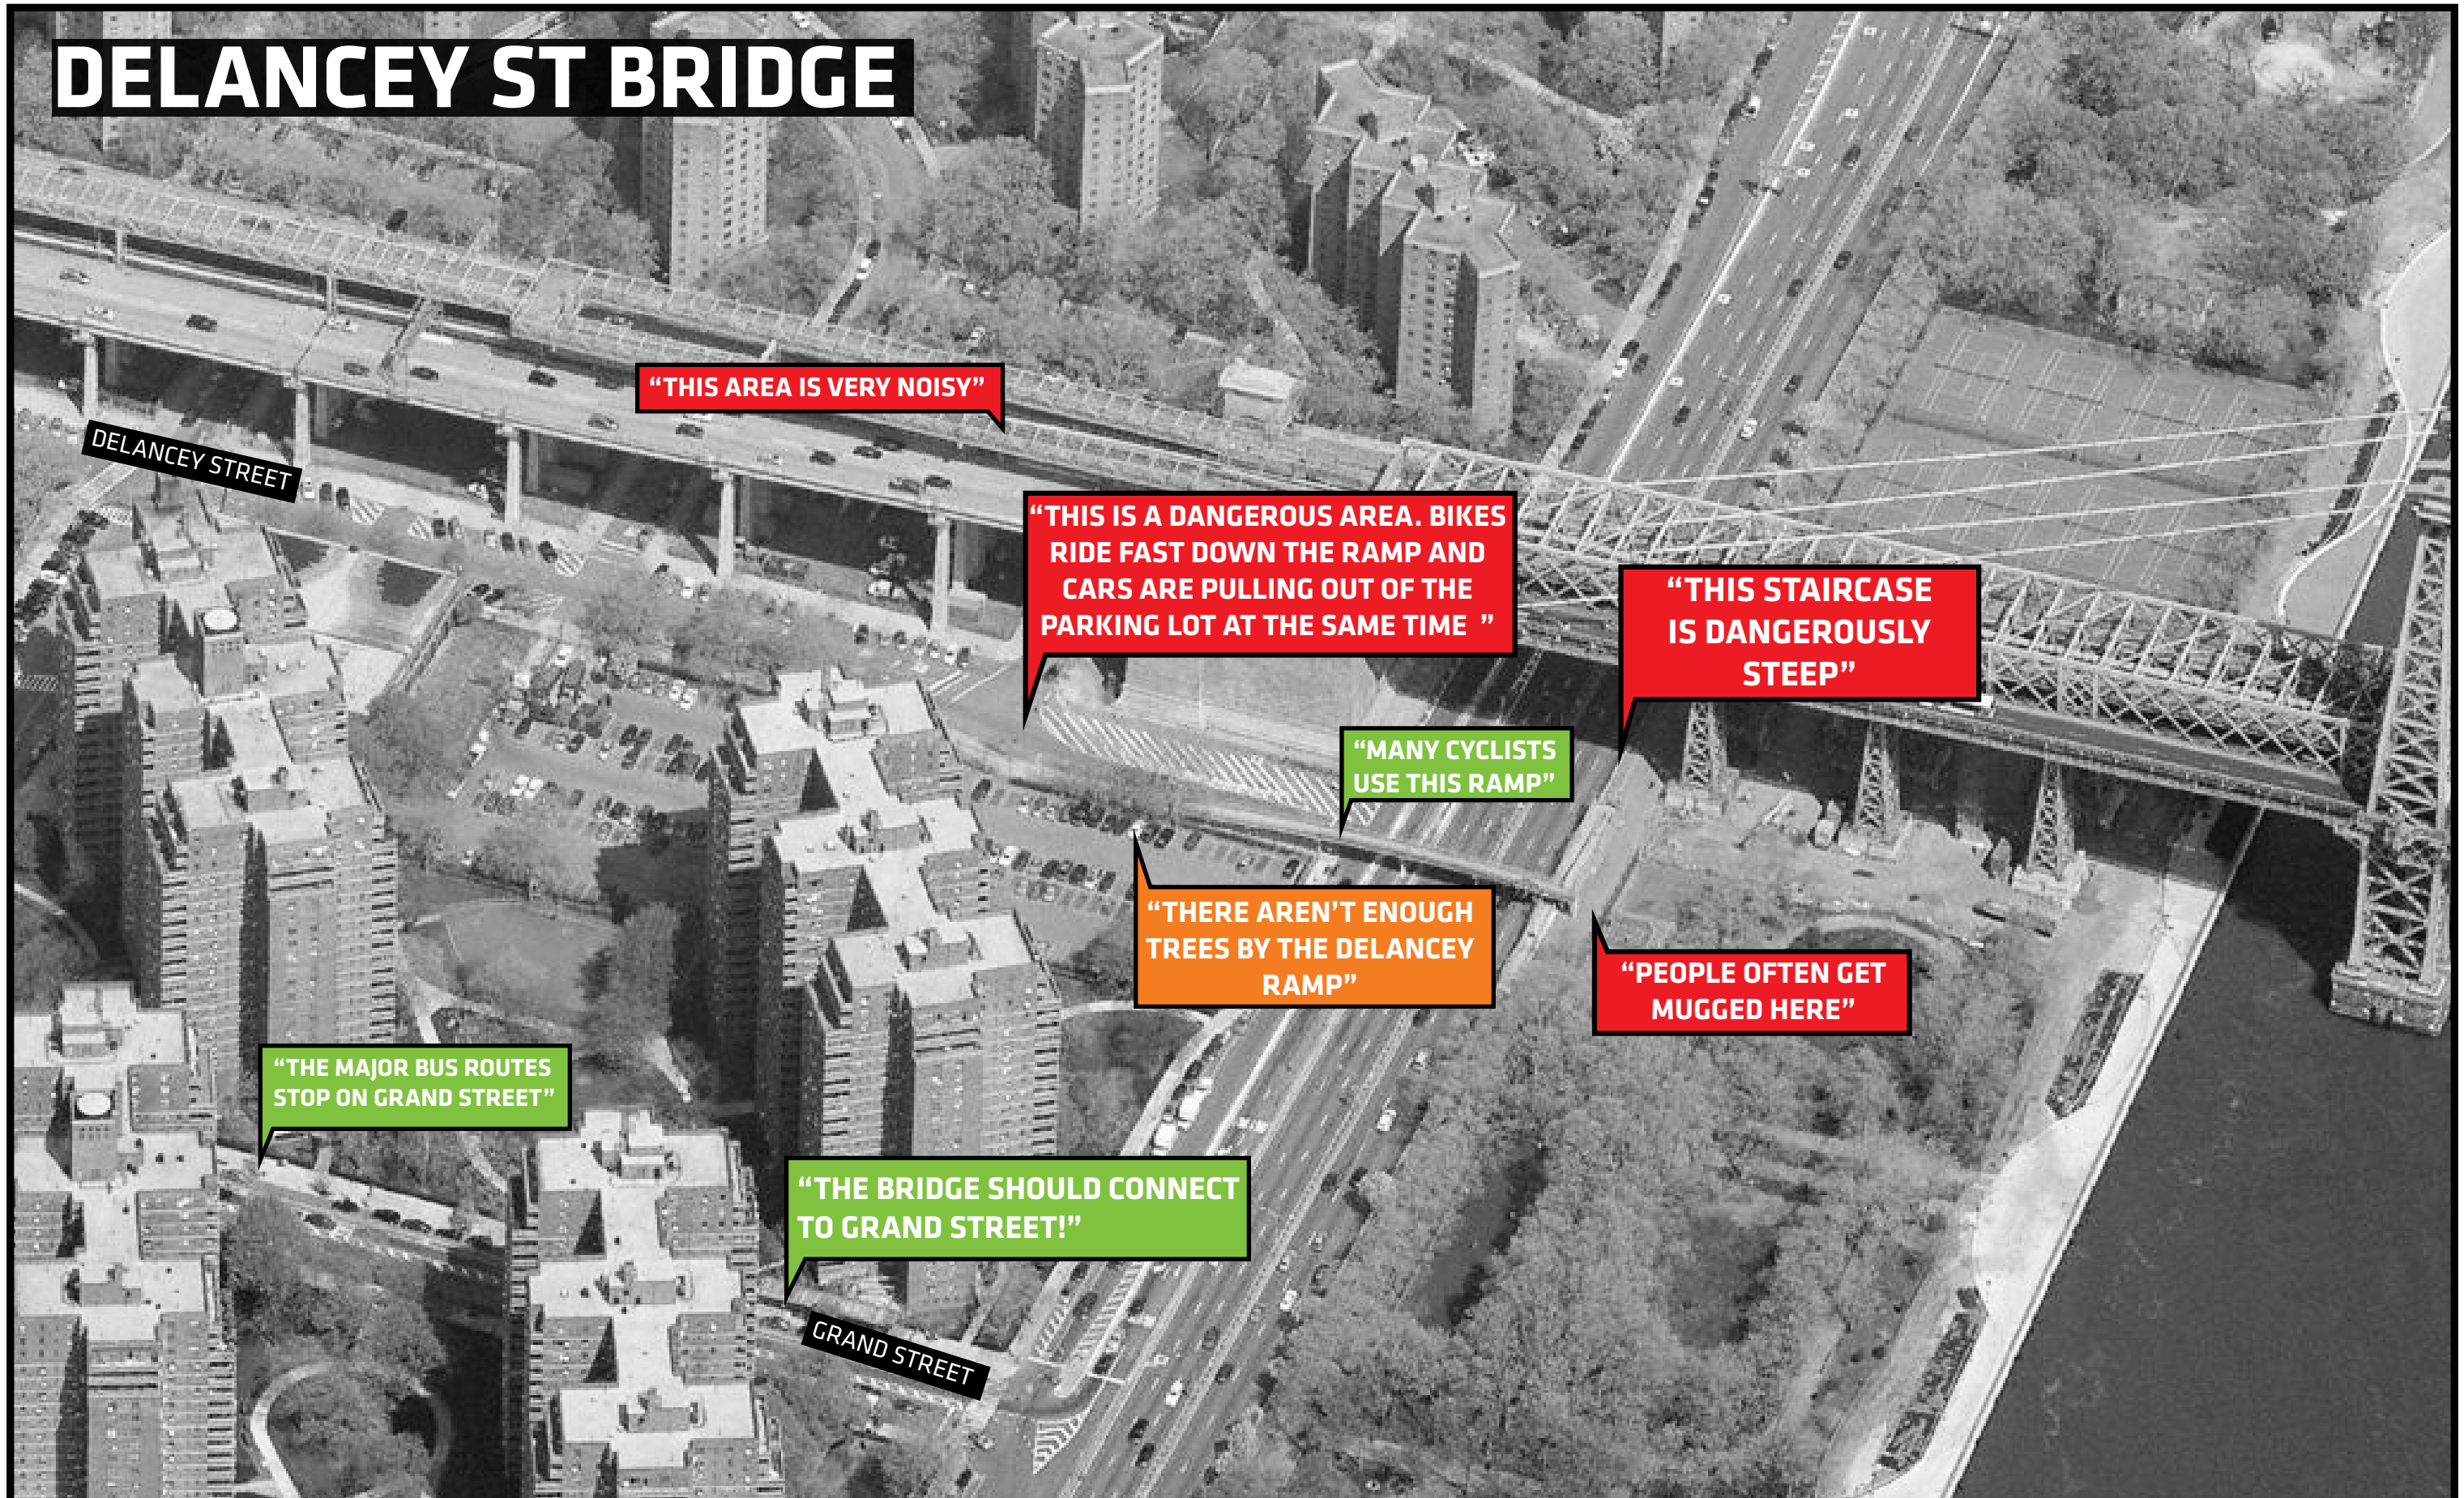 DELANCEY ST BRIDGE
“THIS AREA IS VERY NOISY”
DELANCEY STREET
“THIS IS A DANGEROUS AREA. BIKES
RIDE FAST DOWN THE RAMP AND
CARS ARE PULLING OUT OF THE
PARKING LOT AT THE SAME TIME ”
“THIS STAIRCASE
IS DANGEROUSLY
STEEP”
“MANY CYCLISTS
USE THIS RAMP”
“THERE AREN’T ENOUGH
TREES BY THE DELANCEY
RAMP”
“PEOPLE OFTEN GET
MUGGED HERE”
“THE MAJOR BUS ROUTES
STOP ON GRAND STREET”
“THE BRIDGE SHOULD CONNECT
TO GRAND STREET!”
GRAND STREET